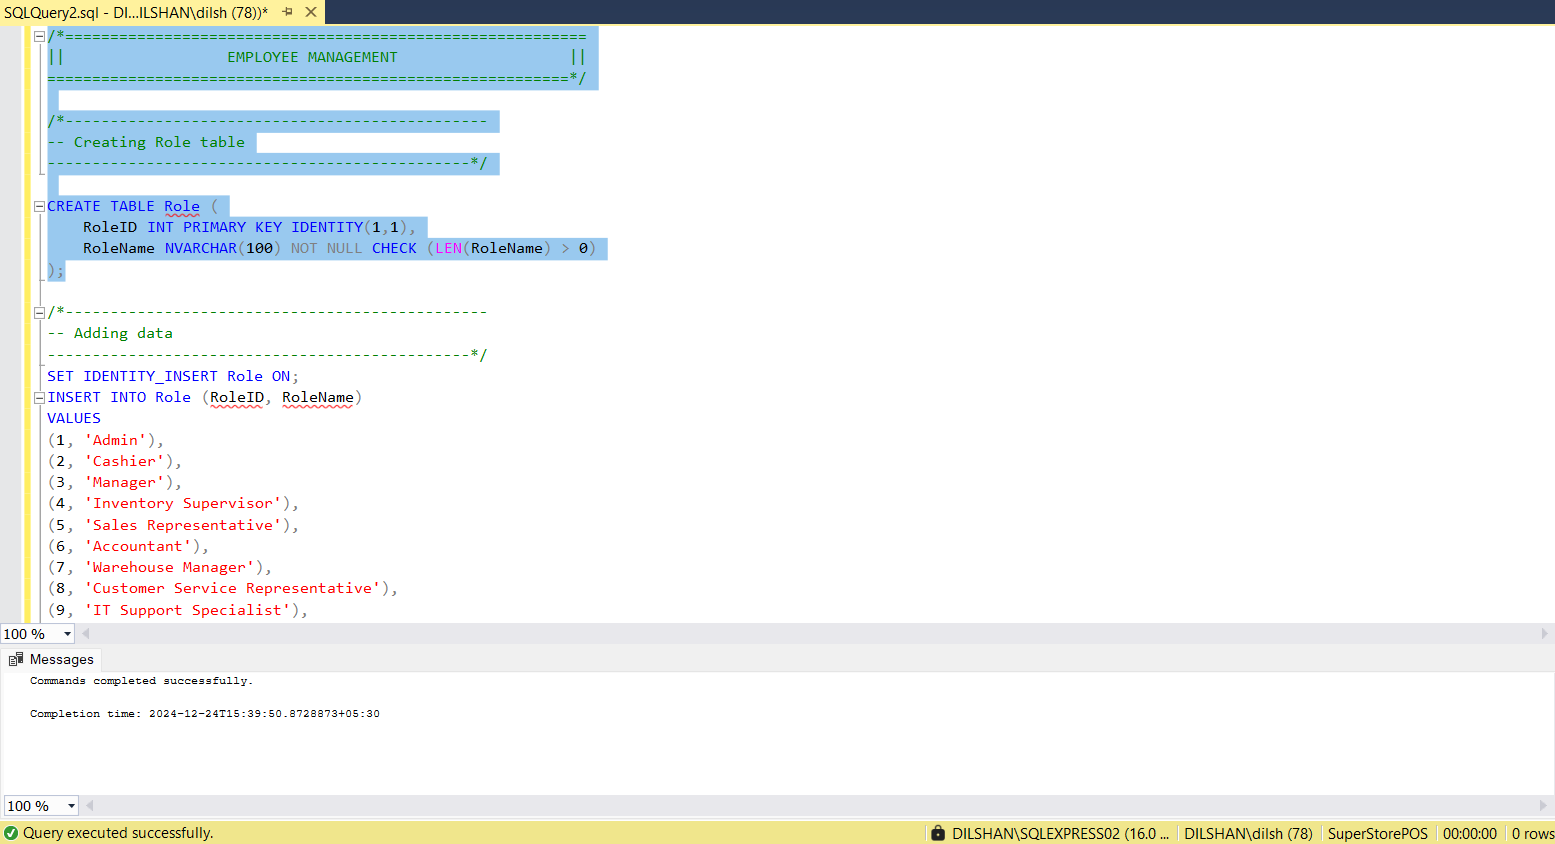 SQLQuery2.sql - DI...ILSHAN\dilsh (78))*
/*==========================================================
||                  EMPLOYEE MANAGEMENT                   ||
==========================================================*/
/*-----------------------------------------------
-- Creating Role table
-----------------------------------------------*/
CREATE TABLE Role (
    RoleID INT PRIMARY KEY IDENTITY(1,1),
    RoleName NVARCHAR(100) NOT NULL CHECK (LEN(RoleName) > 0)
);
/*-----------------------------------------------
-- Adding data
-----------------------------------------------*/
SET IDENTITY_INSERT Role ON;
INSERT INTO Role (RoleID, RoleName)
VALUES
(1, 'Admin'),
(2, 'Cashier'),
(3, 'Manager'),
(4, 'Inventory Supervisor'),
(5, 'Sales Representative'),
(6, 'Accountant'),
(7, 'Warehouse Manager'),
(8, 'Customer Service Representative'),
(9, 'IT Support Specialist'),
100 %
Messages
Commands completed successfully.
Completion time: 2024-12-24T15:39:50.8728873+05:30
100 %
Query executed successfully. DILSHAN\SQLEXPRESS02 (16.0 ... DILSHAN\dilsh (78) SuperStorePOS 00:00:00 0 rows